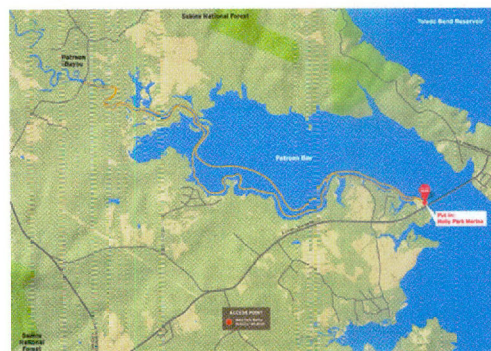 Sabine National Forest
Toledo Bend Reservoir
Patroon
Bayou
Patroon Bay
Put In:
Holly Park Marina
ACCESS POINT
Sabine
National
Forest